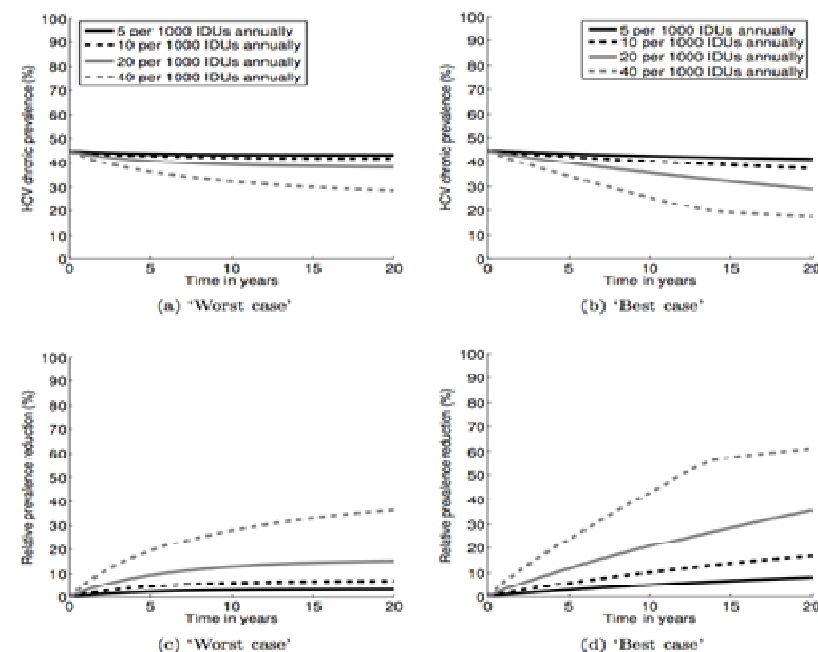 100
90
80
70
60
50
40
30
20
10
0
HCV chronic prevalence (%)
5 per 1000 IDUs annually
10 per 1000 IDUs annually
20 per 1000 IDUs annually
40 per 1000 IDUs annually
0 5 10 15 20
Time in years
(a) 'Worst case'
100
90
80
70
60
50
40
30
20
10
0
HCV chronic prevalence (%)
5 per 1000 IDUs annually
10 per 1000 IDUs annually
20 per 1000 IDUs annually
40 per 1000 IDUs annually
0 5 10 15 20
Time in years
(b) 'Best case'
100
90
80
70
60
50
40
30
20
10
0
Relative prevalence reduction (%)
0 5 10 15 20
Time in years
(c) 'Worst case'
100
90
80
70
60
50
40
30
20
10
0
Relative prevalence reduction (%)
0 5 10 15 20
Time in years
(d) 'Best case'